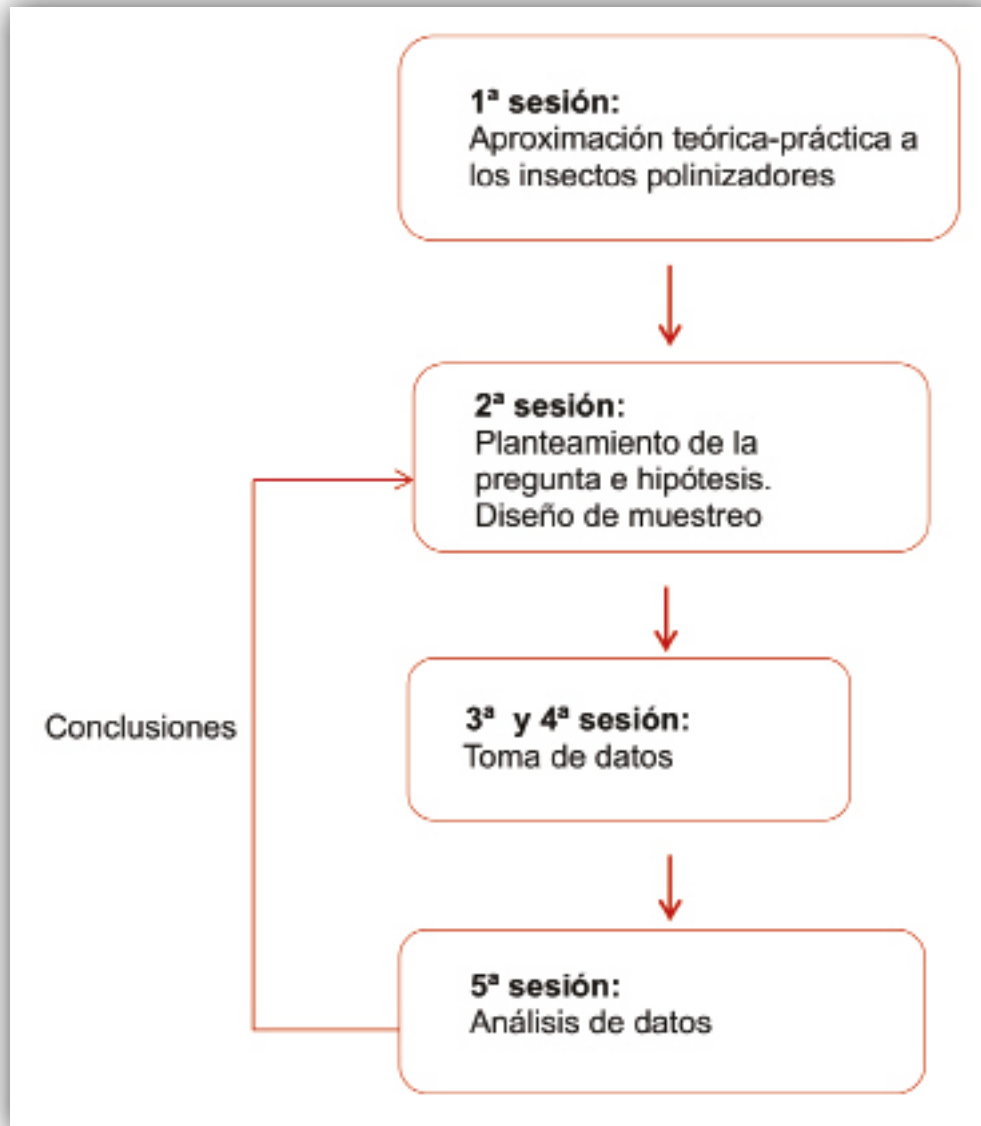 1ª sesión:
Aproximación teórica-práctica a
los insectos polinizadores
2ª sesión:
Planteamiento de la
pregunta e hipótesis.
Diseño de muestreo
3ª y 4ª sesión:
Toma de datos
Conclusiones
5ª sesión:
Análisis de datos